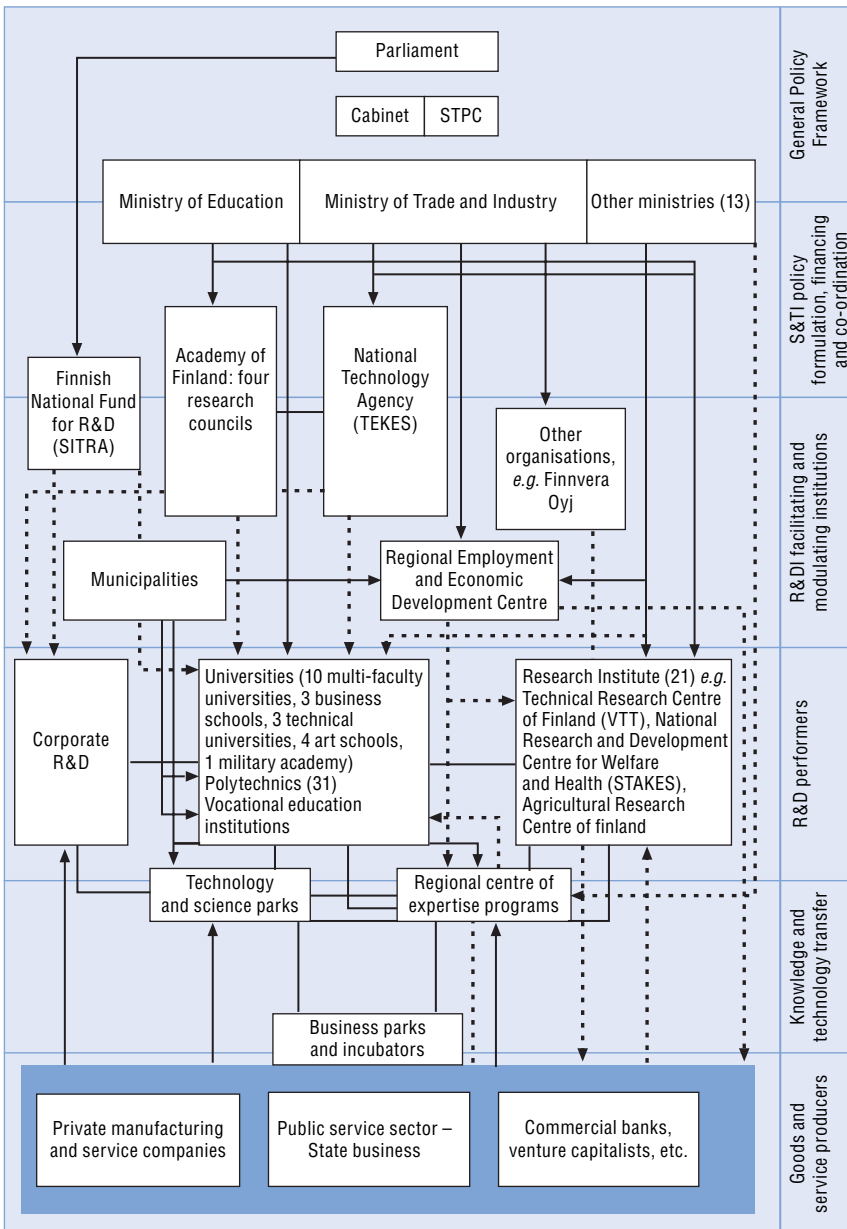 Parliament
Cabinet
STPC
General Policy
Framework
Ministry of Education
Ministry of Trade and Industry
Other ministries (13)
S&TI policy
formulation, financing
and co-ordination
Academy of
Finland: four
research
councils
National
Technology
Agency
(TEKES)
Finnish
National Fund
for R&D
(SITRA)
Other
organisations,
e.g. Finnvera
Oyj
R&DI facilitating and
modulating institutions
Municipalities
Regional Employment
and Economic
Development Centre
Corporate
R&D
Universities (10 multi-faculty
universities, 3 business
schools, 3 technical
universities, 4 art schools,
1 military academy)
Polytechnics (31)
Vocational education
institutions
Research Institute (21) e.g.
Technical Research Centre
of Finland (VTT), National
Research and Development
Centre for Welfare
and Health (STAKES),
Agricultural Research
Centre of finland
R&D performers
Technology
and science parks
Regional centre of
expertise programs
Knowledge and
technology transfer
Business parks
and incubators
Private manufacturing
and service companies
Public service sector –
State business
Commercial banks,
venture capitalists, etc.
Goods and
service producers